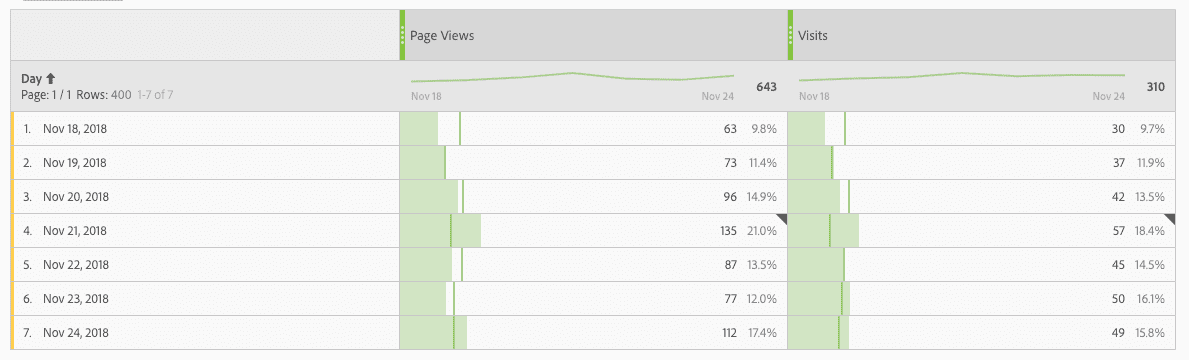 Page Views Visits
Day
Page: 1 / 1 Rows: 400 1-7 of 7
Nov 18 Nov 24 643
Nov 18 Nov 24 310
1. Nov 18, 2018 63 9.8% 30 9.7%
2. Nov 19, 2018 73 11.4% 37 11.9%
3. Nov 20, 2018 96 14.9% 42 13.5%
4. Nov 21, 2018 135 21.0% 57 18.4%
5. Nov 22, 2018 87 13.5% 45 14.5%
6. Nov 23, 2018 77 12.0% 50 16.1%
7. Nov 24, 2018 112 17.4% 49 15.8%